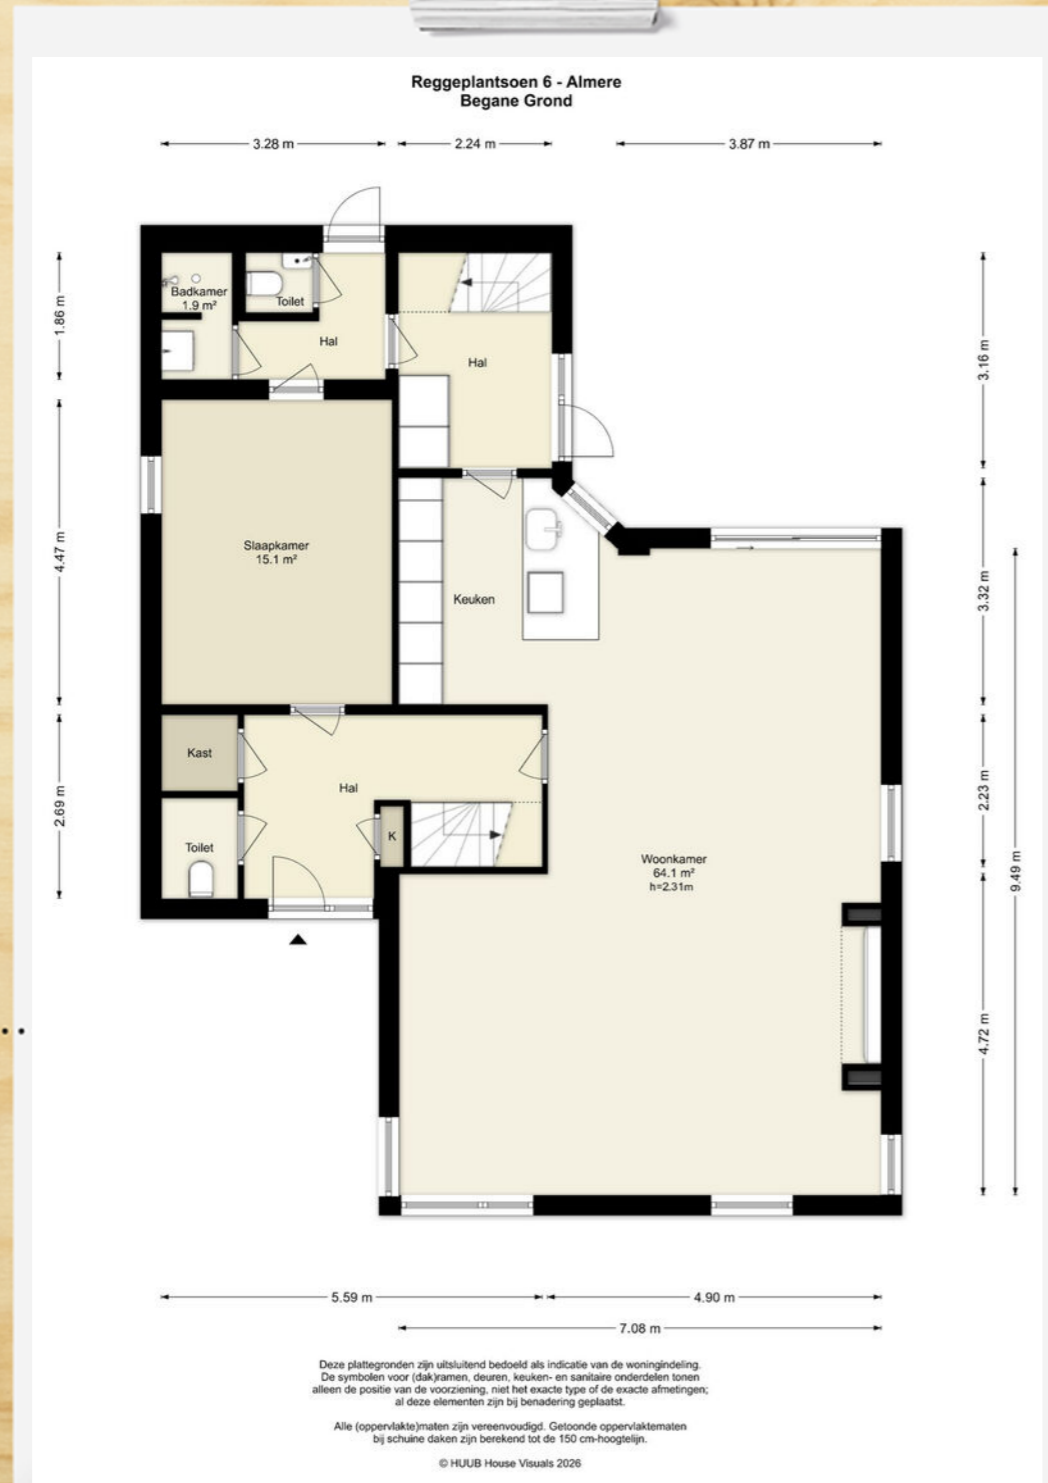 Reggeplantsoen 6 - Almere
Begane Grond
3.28 m
2.24 m
3.87 m
1.86 m
4.47 m
2.69 m
3.16 m
3.32 m
2.23 m
4.72 m
9.49 m
Badkamer
1.9 m²
Toilet
Hal
Hal
Slaapkamer
15.1 m²
Keuken
Kast
Hal
K
Toilet
Woonkamer
64.1 m²
h=2.31m
5.59 m
4.90 m
7.08 m
Deze plattegronden zijn uitsluitend bedoeld als indicatie van de woningindeling.
De symbolen voor (dak)ramen, deuren, keuken- en sanitaire onderdelen tonen
alleen de positie van de voorziening, niet het exacte type of de exacte afmetingen;
al deze elementen zijn bij benadering geplaatst.
Alle (oppervlakte)maten zijn vereenvoudigd. Getoonde oppervlaktematen
bij schuine daken zijn berekend tot de 150 cm-hoogtelijn.
© HUUB House Visuals 2026